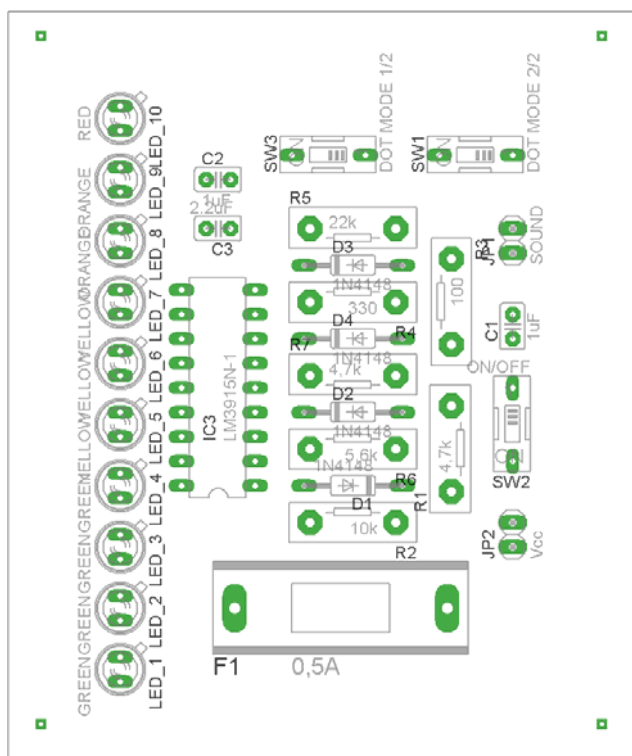 DOT MODE 1/2
DOT MODE 2/2
SW3
ON
SW1
ON
RED
LED_10
ORANGE
LED_9
ORANGE
LED_8
YELLOW
LED_7
YELLOW
LED_6
YELLOW
LED_5
GREEN
LED_4
GREEN
LED_3
GREEN
LED_2
GREEN
LED_1
C2
1uF
2.2uF
C3
R5
22k
D3
1N4148
330
D4
R4
1N4148
R7
4,7k
D2
1N4148
5,6k
1N4148
R6
D1
10k
R2
R3
100
JP1
SOUND
C1
1uF
ON/OFF
ON
SW2
4,7k
R1
JP2
Vcc
IC3
LM3915N-1
F1
0,5A